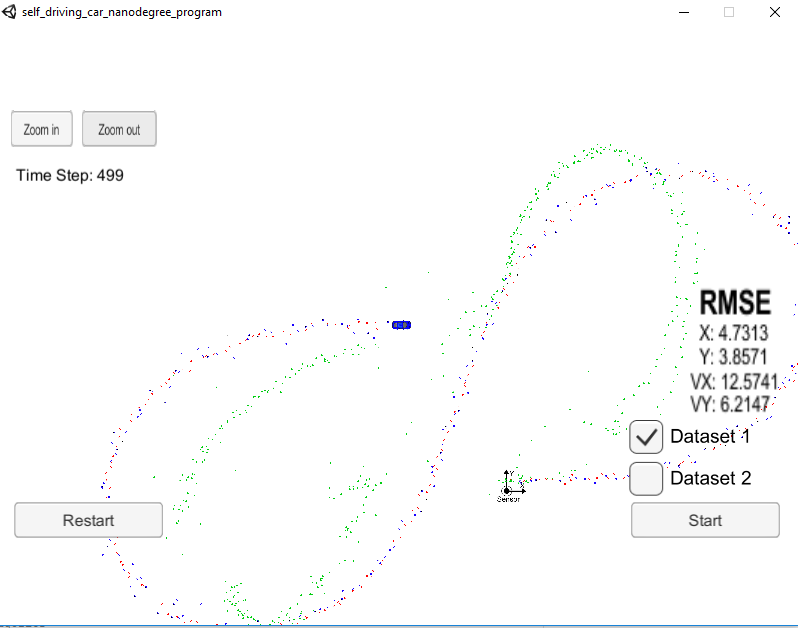 self_driving_car_nanodegree_program
Zoom in
Zoom out
Time Step: 499
RMSE
X: 4.7313
Y: 3.8571
VX: 12.5741
VY: 6.2147
Dataset 1
Dataset 2
Y
Sensor
Restart
Start